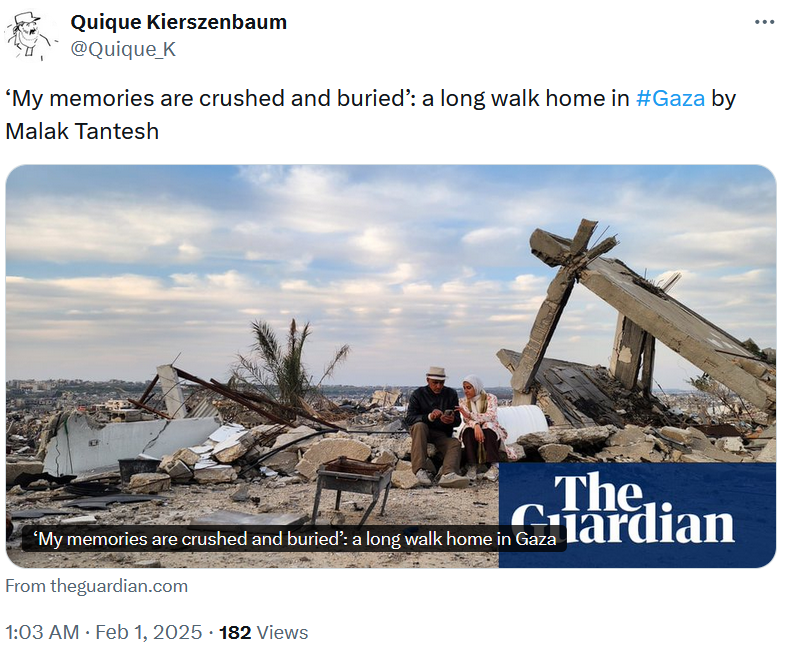 Quique Kierszenbaum
@Quique_K
‘My memories are crushed and buried’: a long walk home in #Gaza by
Malak Tantesh
The
Guardian
‘My memories are crushed and buried’: a long walk home in Gaza
From theguardian.com
1:03 AM · Feb 1, 2025 · 182 Views